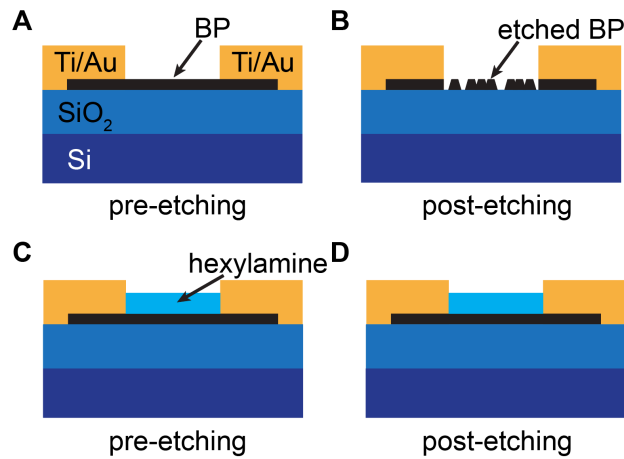 A
BP
Ti/Au
Ti/Au
SiO₂
Si
pre-etching
B
etched BP
post-etching
C
hexylamine
pre-etching
D
post-etching